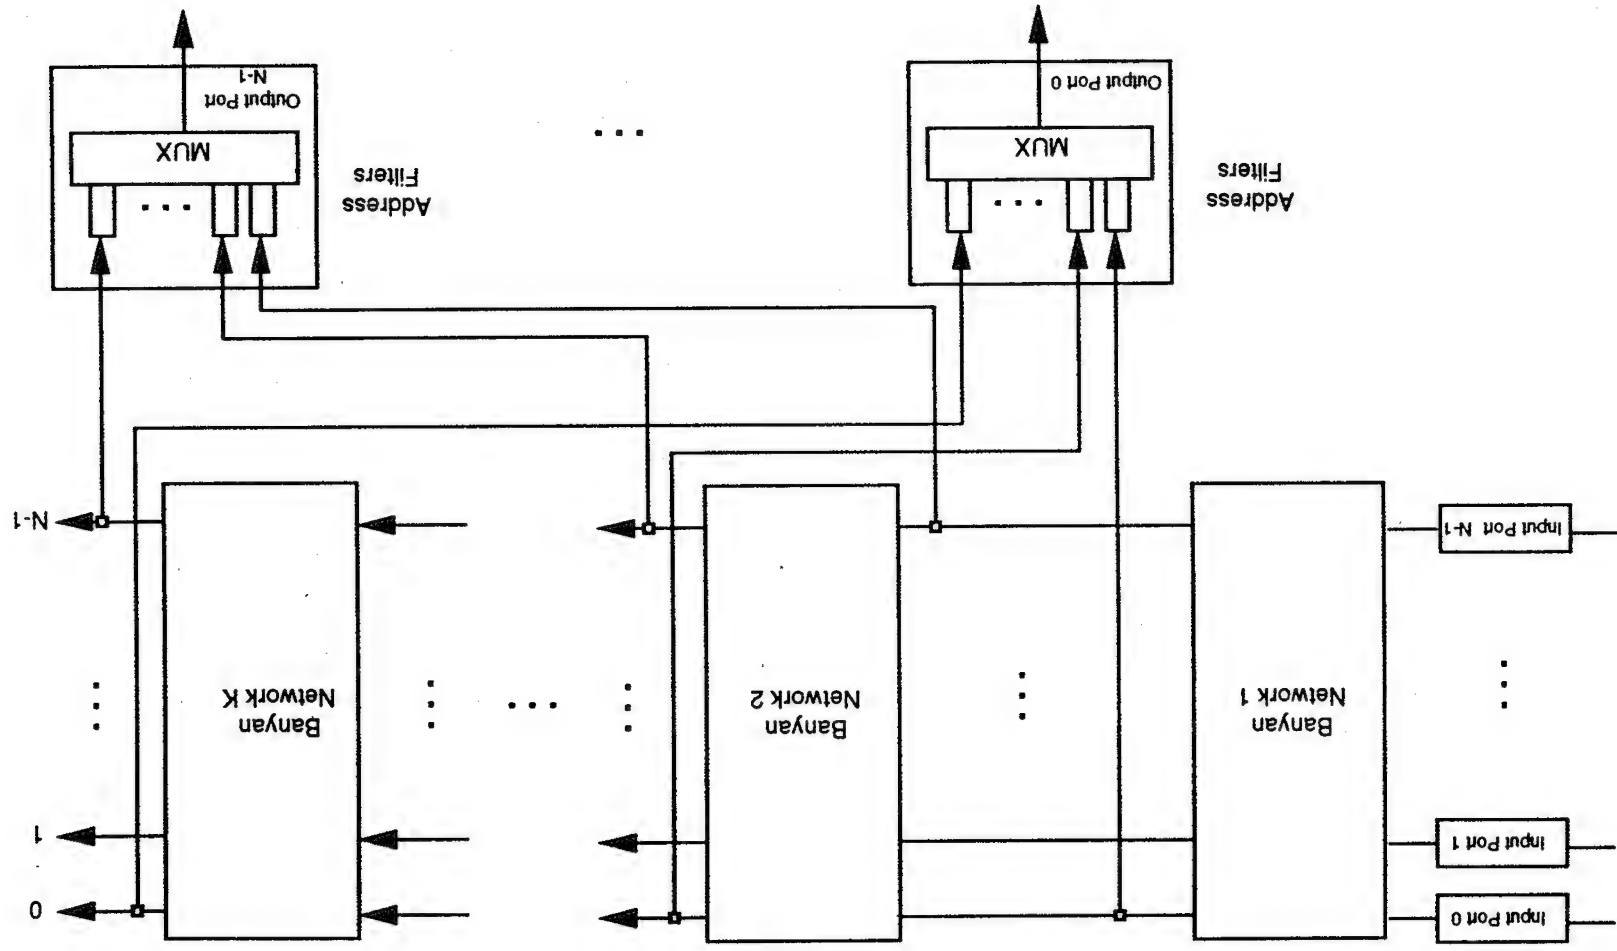 Input Port 0
Input Port 1
Input Port N-1
Banyan
Network 1
Banyan
Network 2
Banyan
Network K
0
1
N-1
Address
Filters
MUX
Output Port 0
Address
Filters
MUX
Output Port
N-1